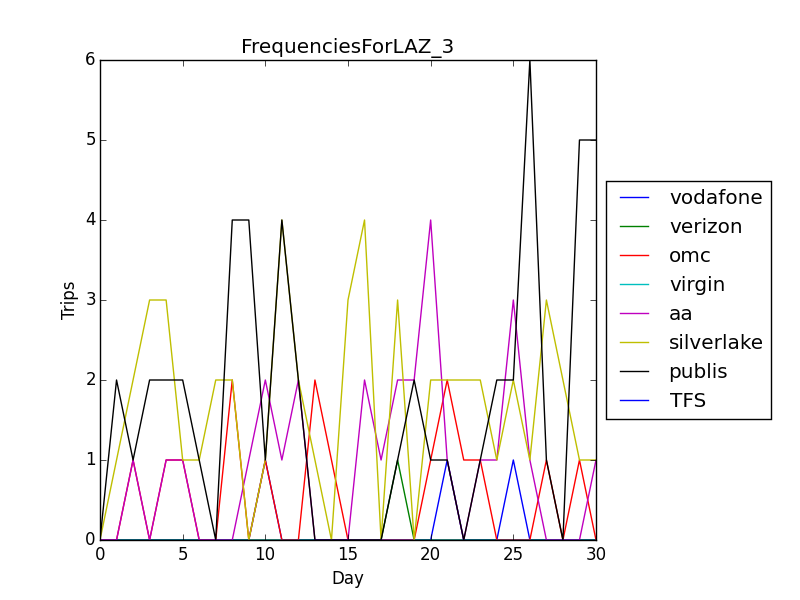 FrequenciesForLAZ_3
6
5
4
3
2
1
0
Trips
0 5 10 15 20 25 30
Day
vodafone
verizon
omc
virgin
aa
silverlake
publis
TFS